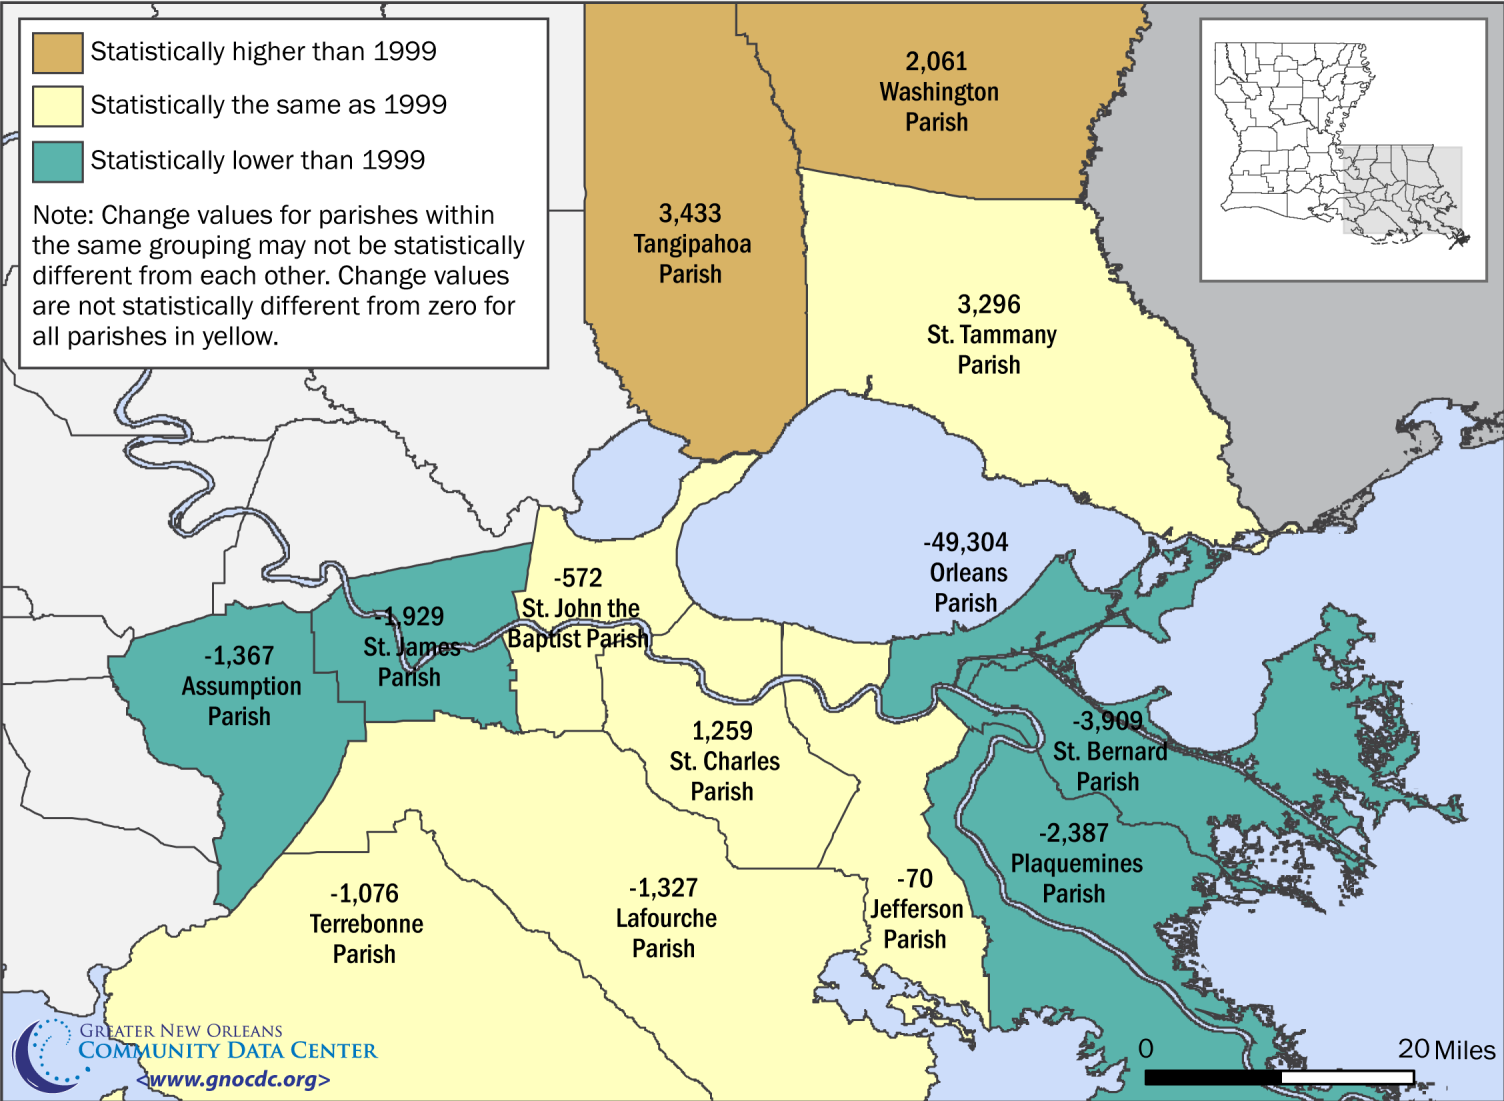 Statistically higher than 1999
Statistically the same as 1999
Statistically lower than 1999
Note: Change values for parishes within
the same grouping may not be statistically
different from each other. Change values
are not statistically different from zero for
all parishes in yellow.
2,061
Washington
Parish
3,433
Tangipahoa
Parish
3,296
St. Tammany
Parish
-49,304
Orleans
Parish
-572
St. John the
Baptist Parish
-1,929
St. James
Parish
-1,367
Assumption
Parish
1,259
St. Charles
Parish
-3,909
St. Bernard
Parish
-2,387
Plaquemines
Parish
-1,076
Terrebonne
Parish
-1,327
Lafourche
Parish
-70
Jefferson
Parish
GREATER NEW ORLEANS
COMMUNITY DATA CENTER
<www.gnocdc.org>
0 20 Miles